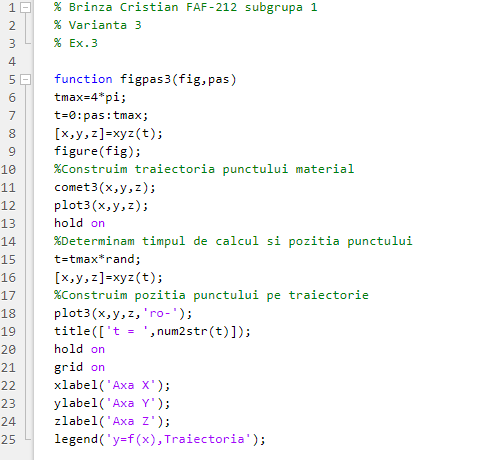 1 % Brinza Cristian FAF-212 subgrupa 1
2 % Varianta 3
3 % Ex.3
4
5 function figpas3(fig,pas)
6 tmax=4*pi;
7 t=0:pas:tmax;
8 [x,y,z]=xyz(t);
9 figure(fig);
10 %Construim traiectoria punctului material
11 comet3(x,y,z);
12 plot3(x,y,z);
13 hold on
14 %Determinam timpul de calcul si pozitia punctului
15 t=tmax*rand;
16 [x,y,z]=xyz(t);
17 %Construim pozitia punctului pe traiectorie
18 plot3(x,y,z,'ro-');
19 title(['t = ',num2str(t)]);
20 hold on
21 grid on
22 xlabel('Axa X');
23 ylabel('Axa Y');
24 zlabel('Axa Z');
25 legend('y=f(x),Traiectoria');